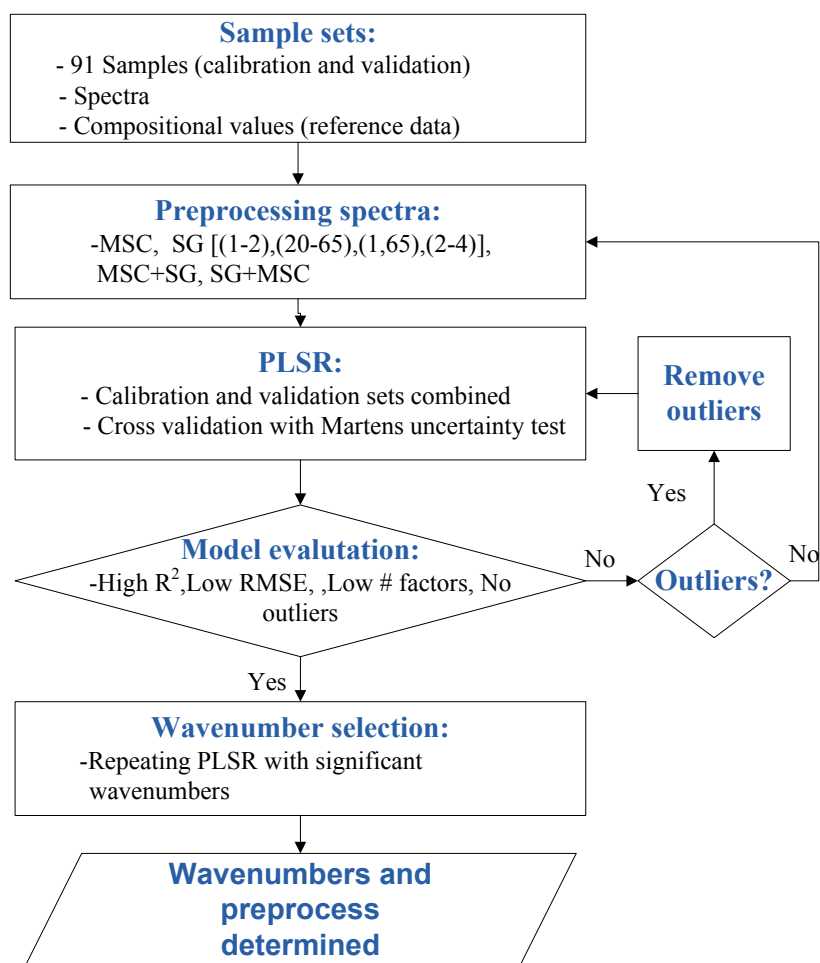 Sample sets:
- 91 Samples (calibration and validation)
- Spectra
- Compositional values (reference data)
Preprocessing spectra:
-MSC, SG [(1-2),(20-65),(1,65),(2-4)],
MSC+SG, SG+MSC
PLSR:
- Calibration and validation sets combined
- Cross validation with Martens uncertainty test
Remove
outliers
Yes
Model evalutation:
-High R²,Low RMSE, ,Low # factors, No
outliers
No
Outliers?
No
Yes
Wavenumber selection:
-Repeating PLSR with significant
wavenumbers
Wavenumbers and
preprocess
determined